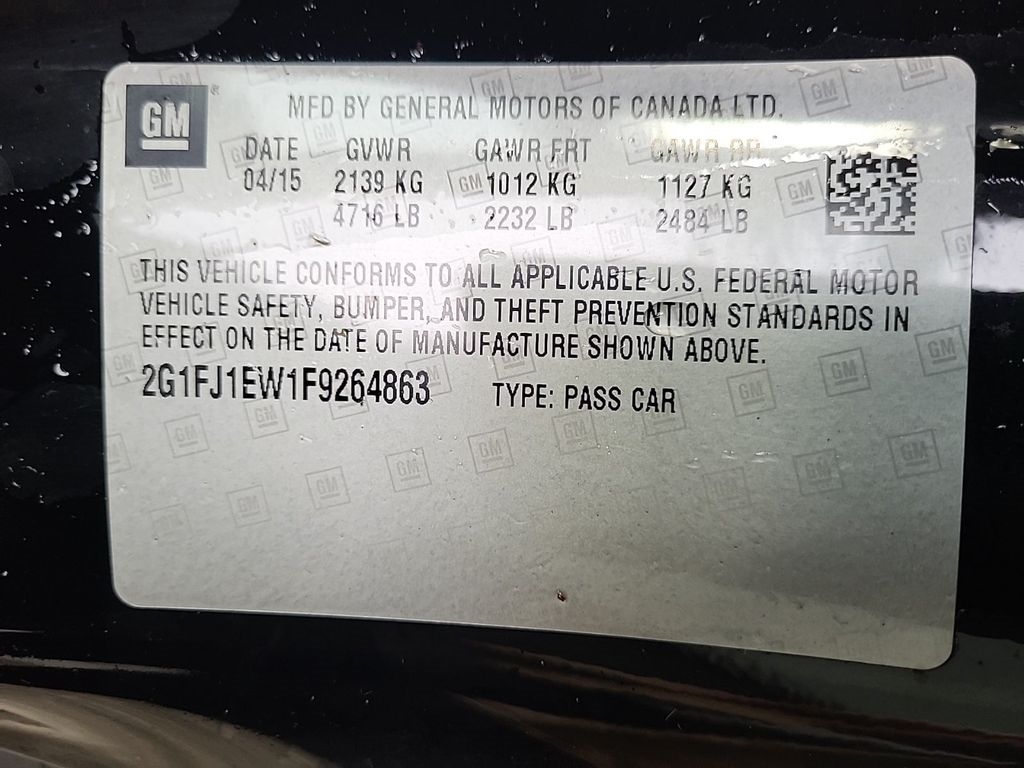 GM
MFD BY GENERAL MOTORS OF CANADA LTD.
DATE GVWR GAWR FRT GAWR RR
04/15 2139 KG 1012 KG 1127 KG
4716 LB 2232 LB 2484 LB
THIS VEHICLE CONFORMS TO ALL APPLICABLE U.S. FEDERAL MOTOR
VEHICLE SAFETY, BUMPER, AND THEFT PREVENTION STANDARDS IN
EFFECT ON THE DATE OF MANUFACTURE SHOWN ABOVE.
2G1FJ1EW1F9264863 TYPE: PASS CAR